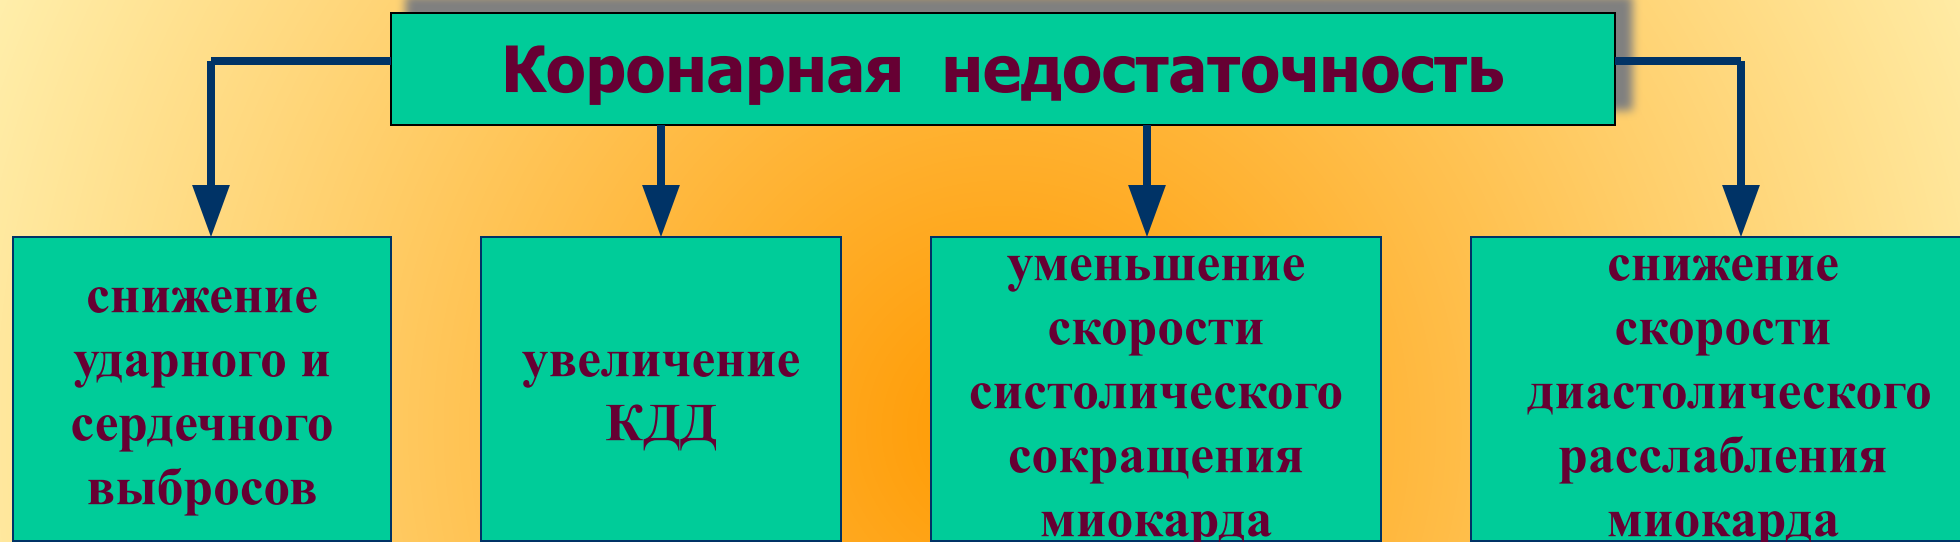 Коронарная недостаточность
снижение
ударного и
сердечного
выбросов
увеличение
КДД
уменьшение
скорости
систолического
сокращения
миокарда
снижение
скорости
диастолического
расслабления
миокарда